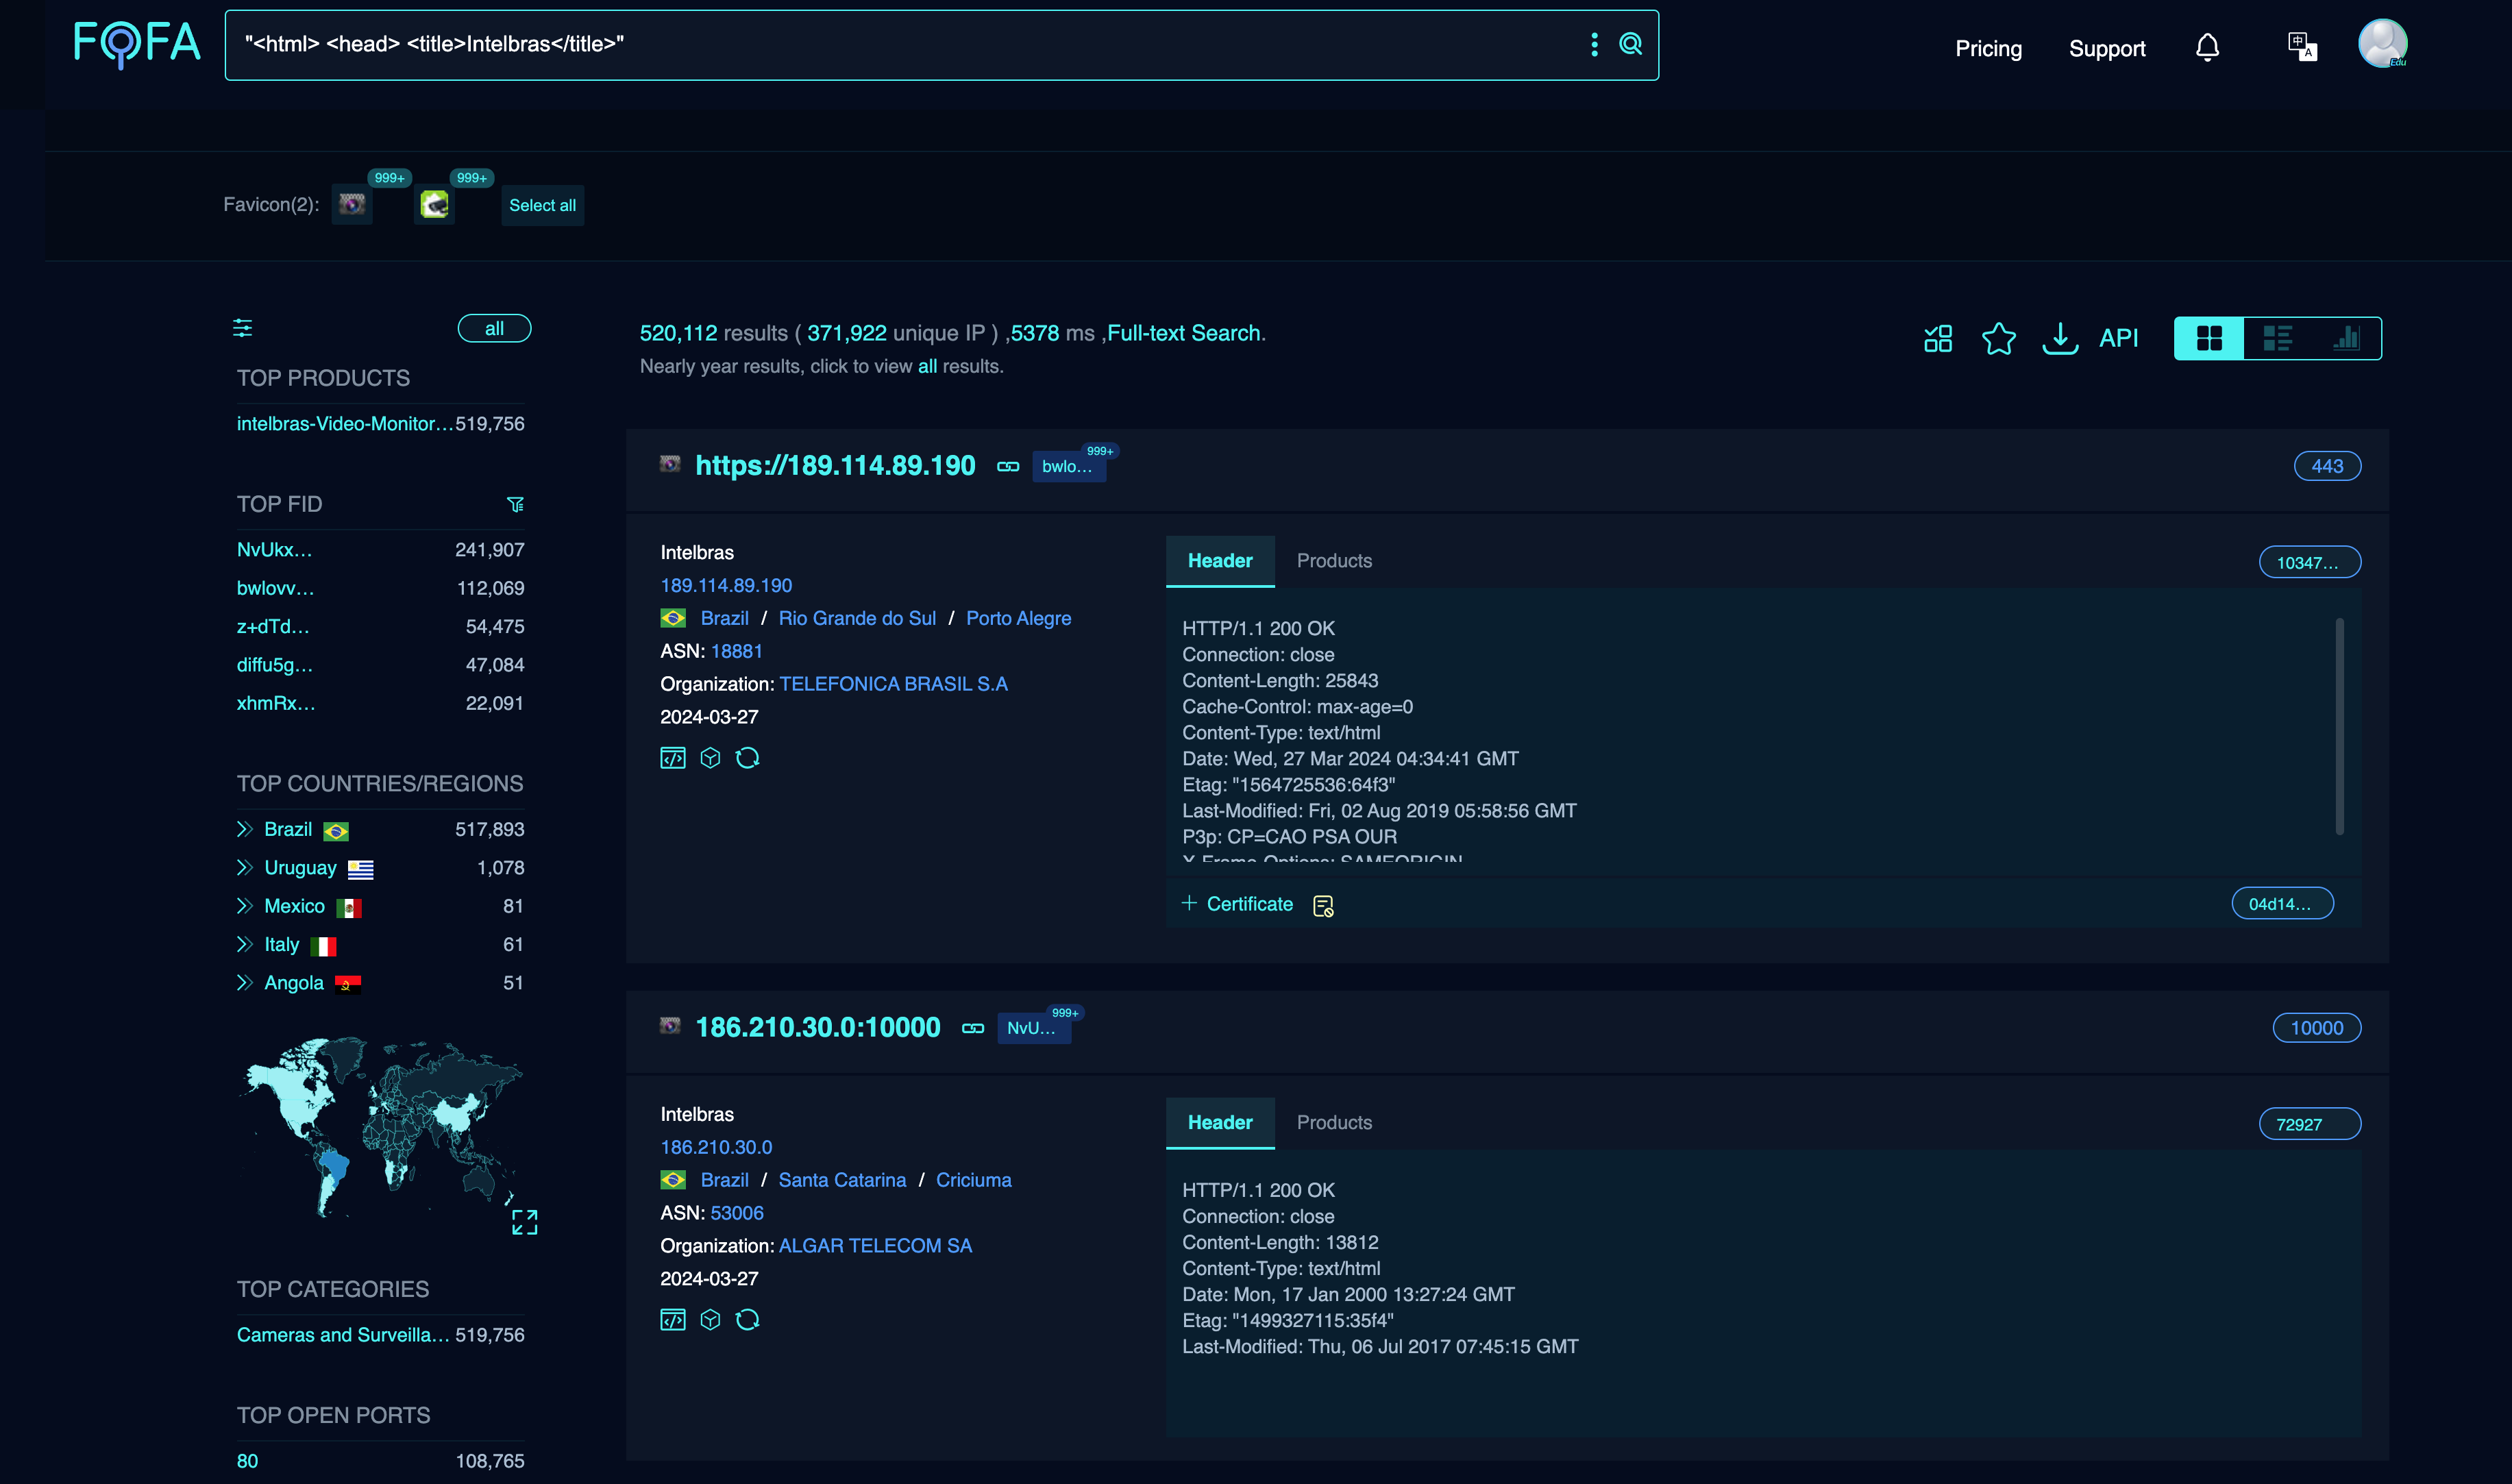 FOFA
"<html> <head> <title>Intelbras</title>"
Pricing
Support
中
A
Edu
Favicon(2):
999+
999+
Select all
all
TOP PRODUCTS
intelbras-Video-Monitor... 519,756
TOP FID
NvUkx... 241,907
bwlovv... 112,069
z+dTd... 54,475
diffu5g... 47,084
xhmRx... 22,091
TOP COUNTRIES/REGIONS
Brazil 517,893
Uruguay 1,078
Mexico 81
Italy 61
Angola 51
TOP CATEGORIES
Cameras and Surveilla... 519,756
TOP OPEN PORTS
80 108,765
520,112 results ( 371,922 unique IP ) ,5378 ms ,Full-text Search.
Nearly year results, click to view all results.
API
https://189.114.89.190
bwlo...
999+
443
Intelbras
189.114.89.190
Brazil / Rio Grande do Sul / Porto Alegre
ASN: 18881
Organization: TELEFONICA BRASIL S.A
2024-03-27
Header
Products
10347...
HTTP/1.1 200 OK
Connection: close
Content-Length: 25843
Cache-Control: max-age=0
Content-Type: text/html
Date: Wed, 27 Mar 2024 04:34:41 GMT
Etag: "1564725536:64f3"
Last-Modified: Fri, 02 Aug 2019 05:58:56 GMT
P3p: CP=CAO PSA OUR
X-Frame-Options: SAMEORIGIN
+ Certificate
04d14...
186.210.30.0:10000
NvU...
999+
10000
Intelbras
186.210.30.0
Brazil / Santa Catarina / Criciuma
ASN: 53006
Organization: ALGAR TELECOM SA
2024-03-27
Header
Products
72927
HTTP/1.1 200 OK
Connection: close
Content-Length: 13812
Content-Type: text/html
Date: Mon, 17 Jan 2000 13:27:24 GMT
Etag: "1499327115:35f4"
Last-Modified: Thu, 06 Jul 2017 07:45:15 GMT